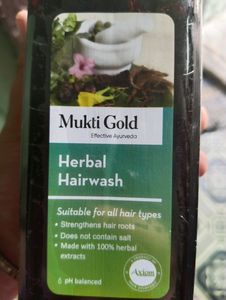 Mukti Gold
Effective Ayurveda
Herbal
Hairwash
Suitable for all hair types
• Strengthens hair roots
• Does not contain salt
• Made with 100% herbal
extracts
pH balanced
Axiom